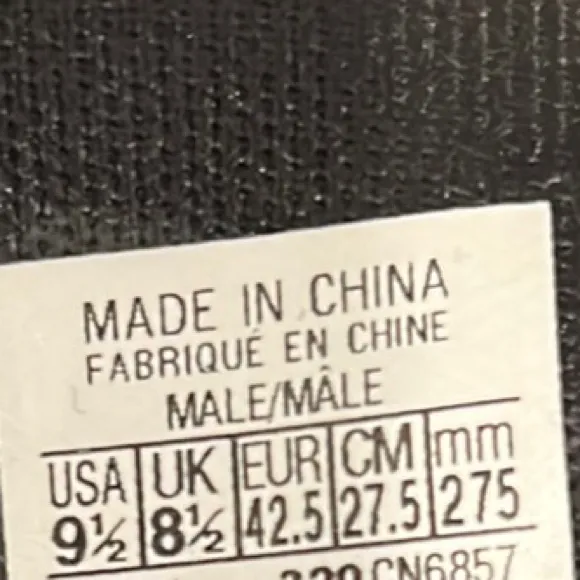 MADE IN CHINA
FABRIQUÉ EN CHINE
MALE/MÂLE
USA UK EUR CM mm
9½ 8½ 42.5 27.5 275
CN6857